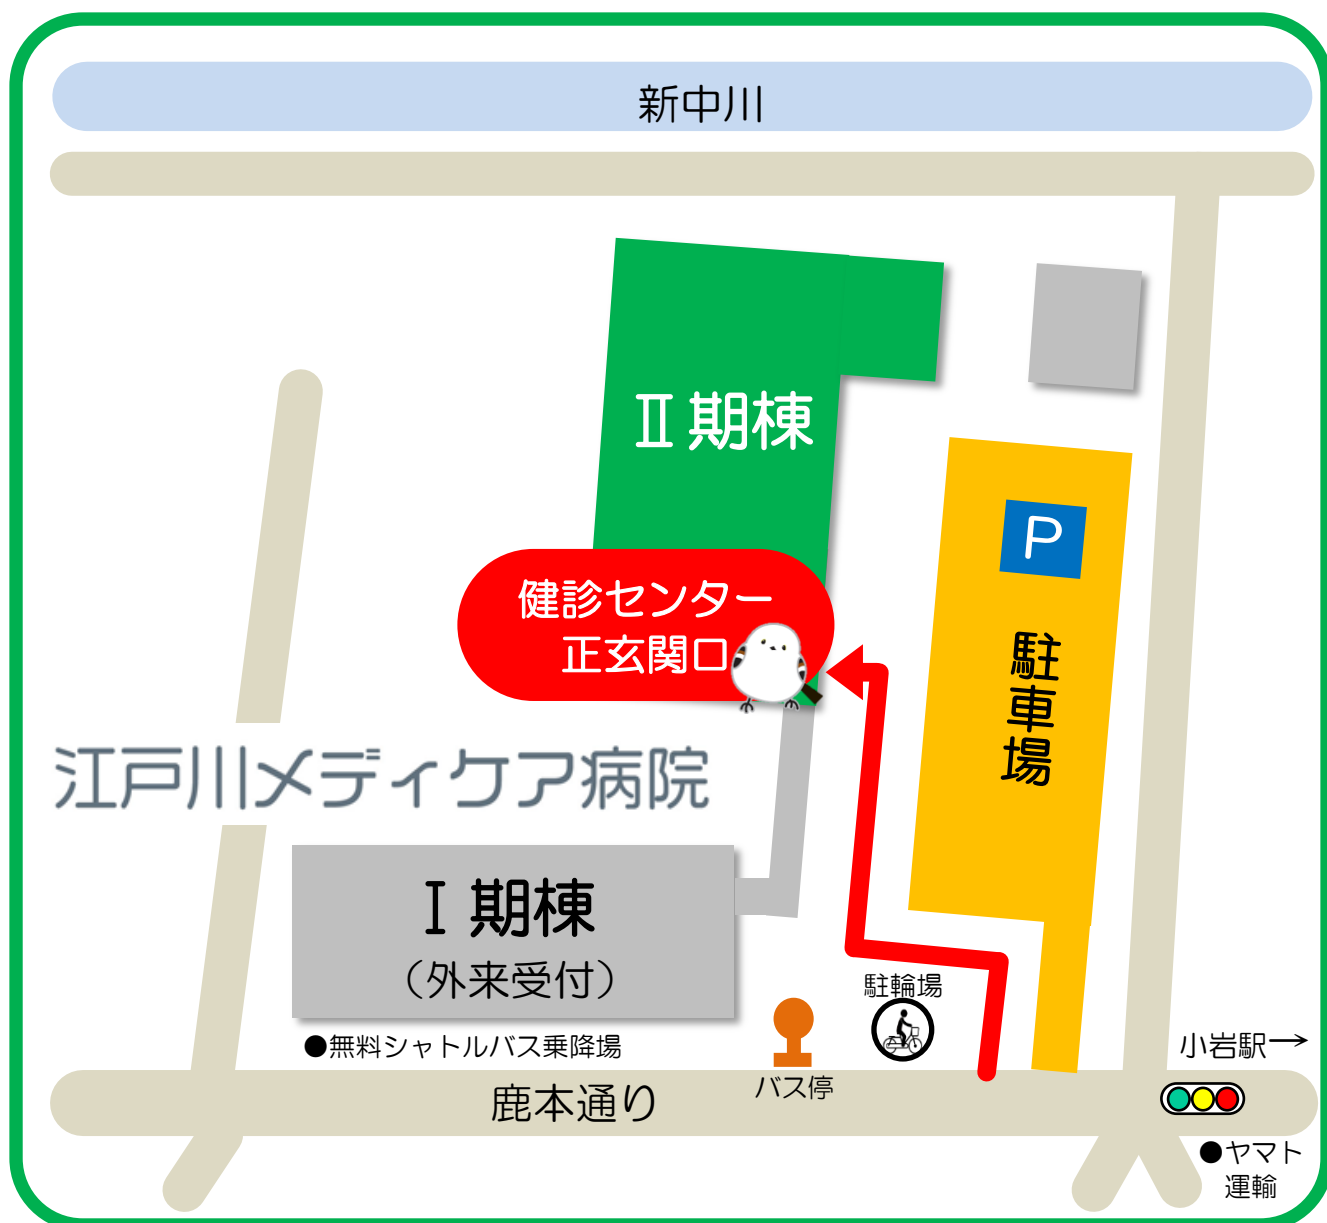 新中川
Ⅱ期棟
P
健診センター
正玄関口
駐車場
江戸川メディケア病院
Ⅰ期棟
（外来受付）
駐輪場
●無料シャトルバス乗降場
小岩駅→
バス停
鹿本通り
●ヤマト
運輸